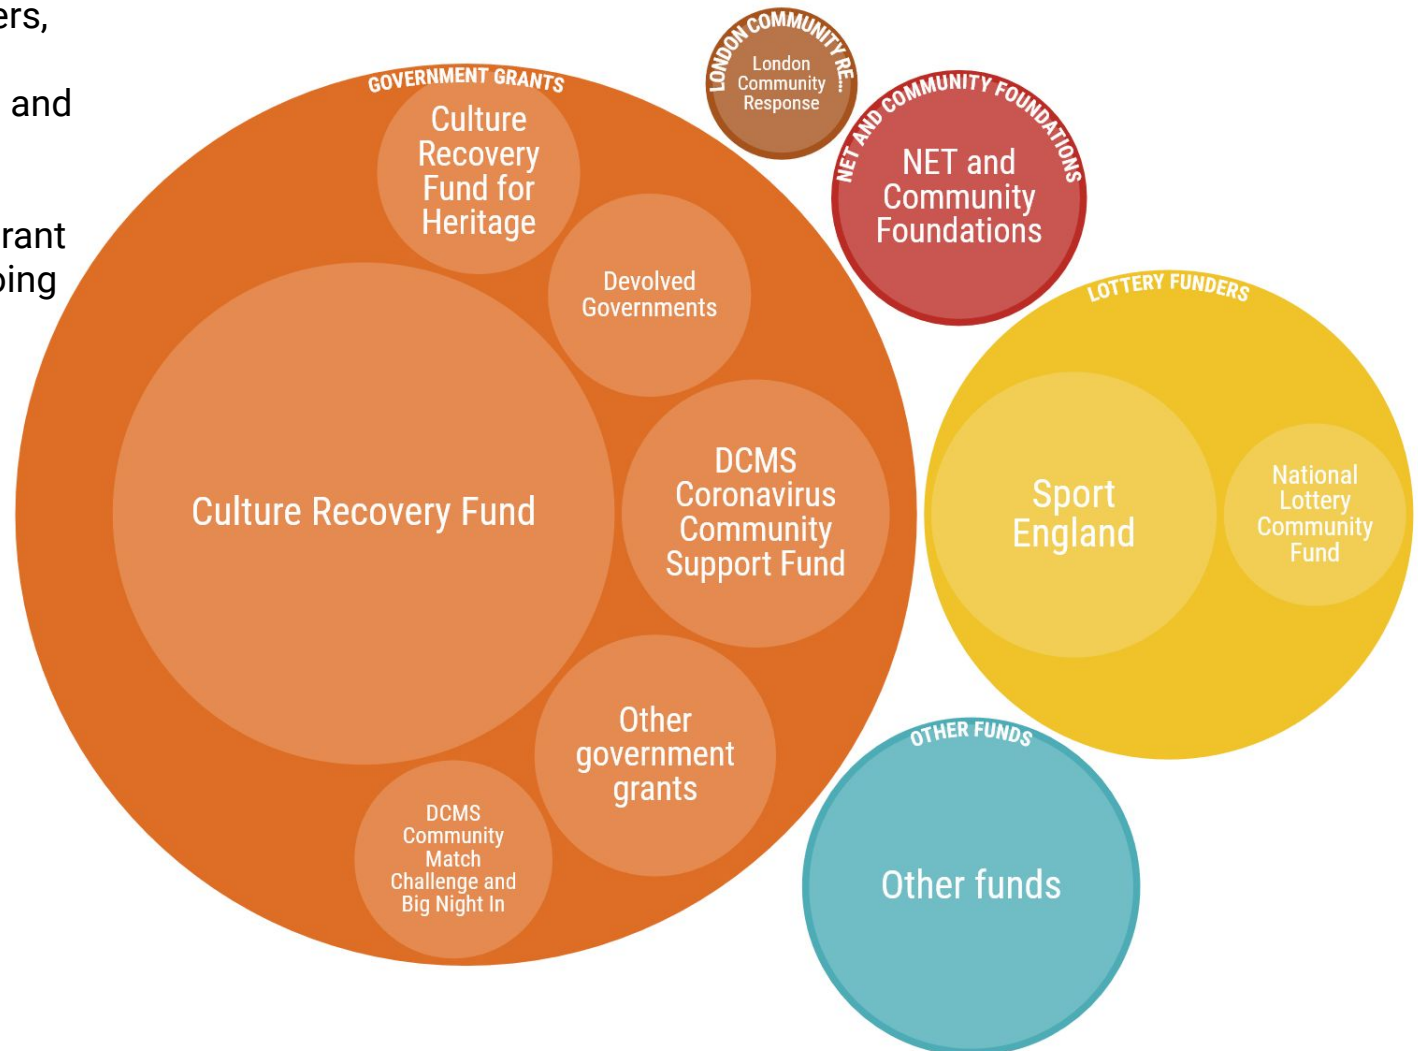 ers,
and
rant
oing
GOVERNMENT GRANTS
Culture
Recovery
Fund for
Heritage
Devolved
Governments
Culture Recovery Fund
DCMS
Coronavirus
Community
Support Fund
Other
government
grants
DCMS
Community
Match
Challenge and
Big Night In
LONDON COMMUNITY RE...
London
Community
Response
NET AND COMMUNITY FOUNDATIONS
NET and
Community
Foundations
LOTTERY FUNDERS
Sport
England
National
Lottery
Community
Fund
OTHER FUNDS
Other funds